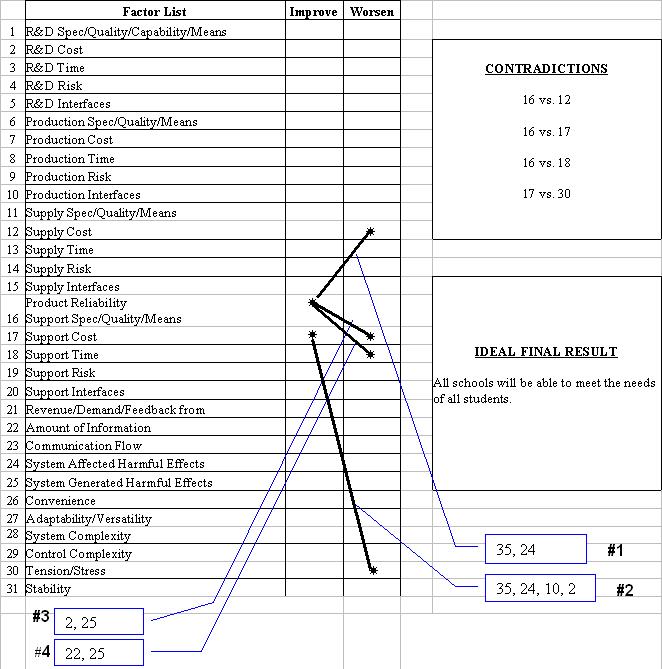 Factor List Improve Worsen
1 R&D Spec/Quality/Capability/Means
2 R&D Cost
3 R&D Time
4 R&D Risk
5 R&D Interfaces
6 Production Spec/Quality/Means
7 Production Cost
8 Production Time
9 Production Risk
10 Production Interfaces
11 Supply Spec/Quality/Means
12 Supply Cost
13 Supply Time
14 Supply Risk
15 Supply Interfaces
Product Reliability
16 Support Spec/Quality/Means
17 Support Cost
18 Support Time
19 Support Risk
20 Support Interfaces
21 Revenue/Demand/Feedback from
22 Amount of Information
23 Communication Flow
24 System Affected Harmful Effects
25 System Generated Harmful Effects
26 Convenience
27 Adaptability/Versatility
28 System Complexity
29 Control Complexity
30 Tension/Stress
31 Stability
CONTRADICTIONS
16 vs. 12
16 vs. 17
16 vs. 18
17 vs. 30
IDEAL FINAL RESULT
All schools will be able to meet the needs
of all students.
35, 24 #1
35, 24, 10, 2 #2
#3 2, 25
#4 22, 25